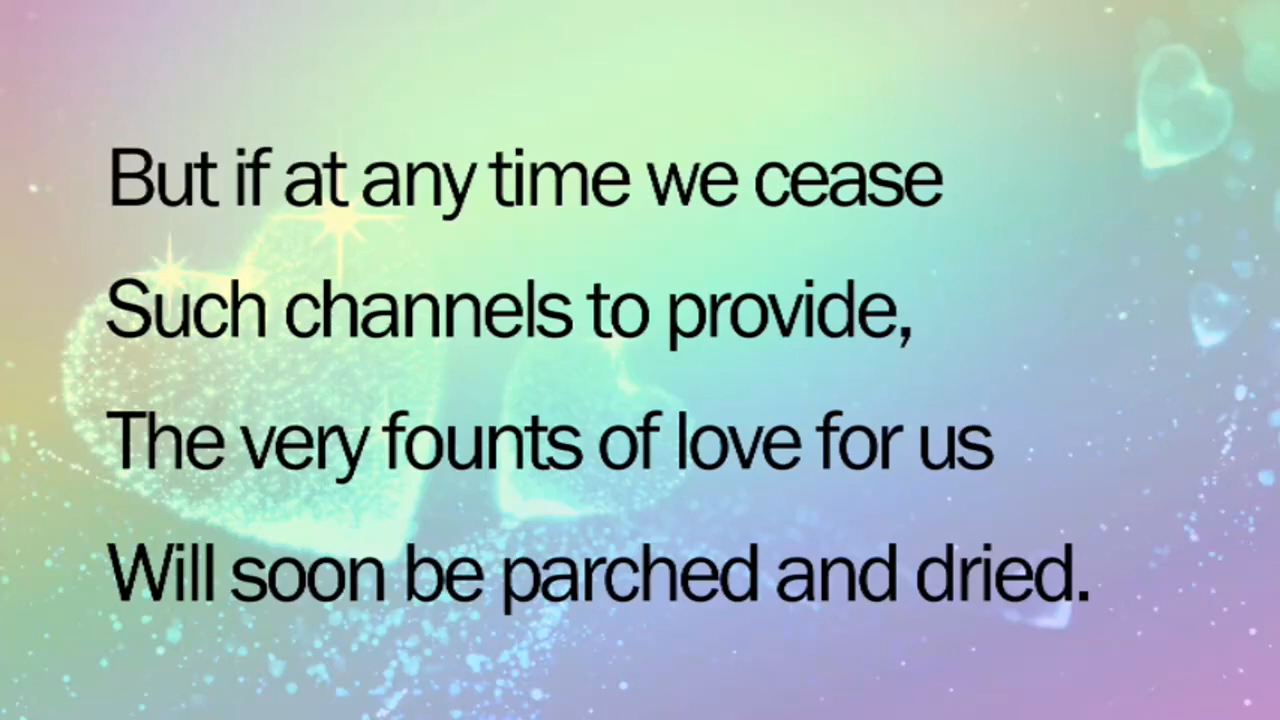 But if at any time we cease
Such channels to provide,
The very founts of love for us
Will soon be parched and dried.